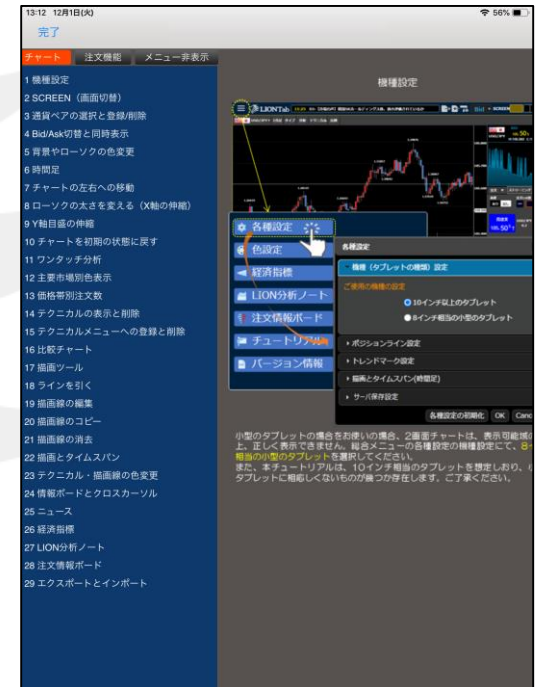 13:12 12月1日(火)
56%
完了
チャート 注文機能 メニュー非表示
1 機種設定
2 SCREEN（画面切替）
3 通貨ペアの選択と登録/削除
4 Bid/Ask切替と同時表示
5 背景やローソクの色変更
6 時間足
7 チャートの左右への移動
8 ローソクの太さを変える（X軸の伸縮）
9 Y軸目盛の伸縮
10 チャートを初期の状態に戻す
11 ワンタッチ分析
12 主要市場別色表示
13 価格帯別注文数
14 テクニカルの表示と削除
15 テクニカルメニューへの登録と削除
16 比較チャート
17 描画ツール
18 ラインを引く
19 描画線の編集
20 描画線のコピー
21 描画線の消去
22 描画とタイムスパン
23 テクニカル・描画線の色変更
24 情報ボードとクロスカーソル
25 ニュース
26 経済指標
27 LION分析ノート
28 注文情報ボード
29 エクスポートとインポート
機種設定
LIONTab
Bid
SCREEN
各種設定
色設定
経済指標
LION分析ノート
注文情報ボード
チュートリアル
バージョン情報
各種設定
機種（タブレットの種類）設定
ご使用の機種の設定
10インチ以上のタブレット
8インチ相当の小型のタブレット
ポジションライン設定
トレンドマーク設定
描画とタイムスパン(時間足)
サーバ保存設定
各種設定の初期化 OK Canc
小型のタブレットの場合をお使いの場合、2画面チャートは、表示可能域の
上、正しく表示できません。総合メニューの各種設定の機種設定にて、8
相当の小型のタブレットを選択してください。
また、本チュートリアルは、10インチ相当のタブレットを想定しおり、
タブレットに相応しくないものが幾つか存在します。ご了承ください。